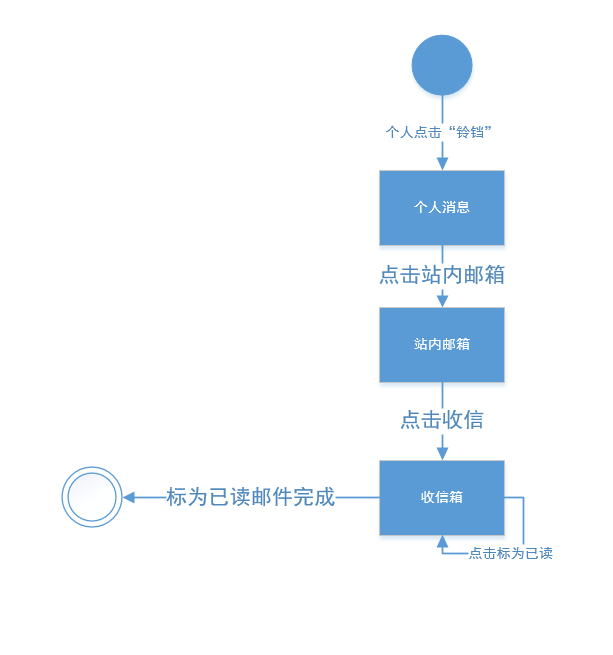 个人点击“铃铛”
个人消息
点击站内邮箱
站内邮箱
点击收信
标为已读邮件完成
收信箱
点击标为已读